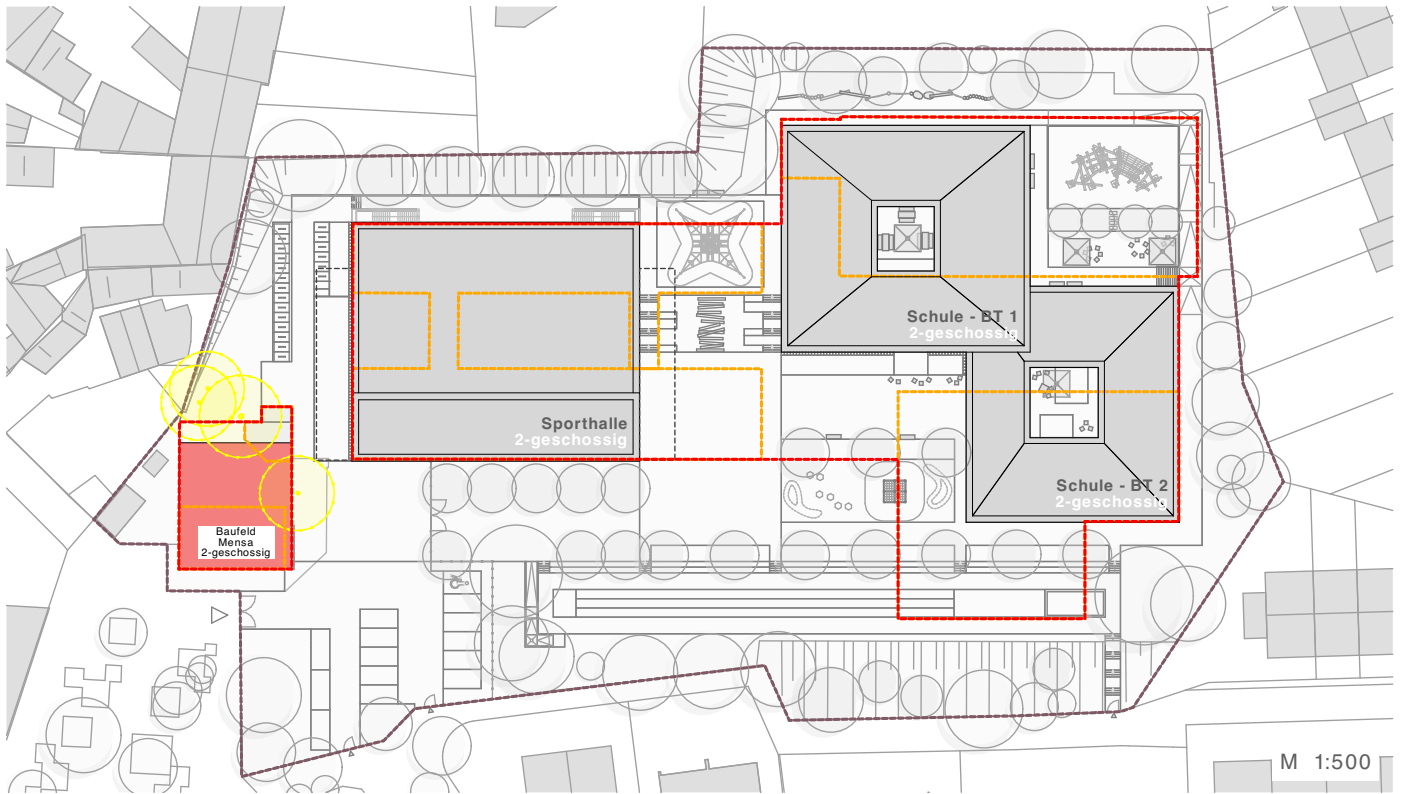 Schule - BT 1
2-geschossig
Sporthalle
2-geschossig
Schule - BT 2
2-geschossig
Baufeld
Mensa
2-geschossig
M 1:500